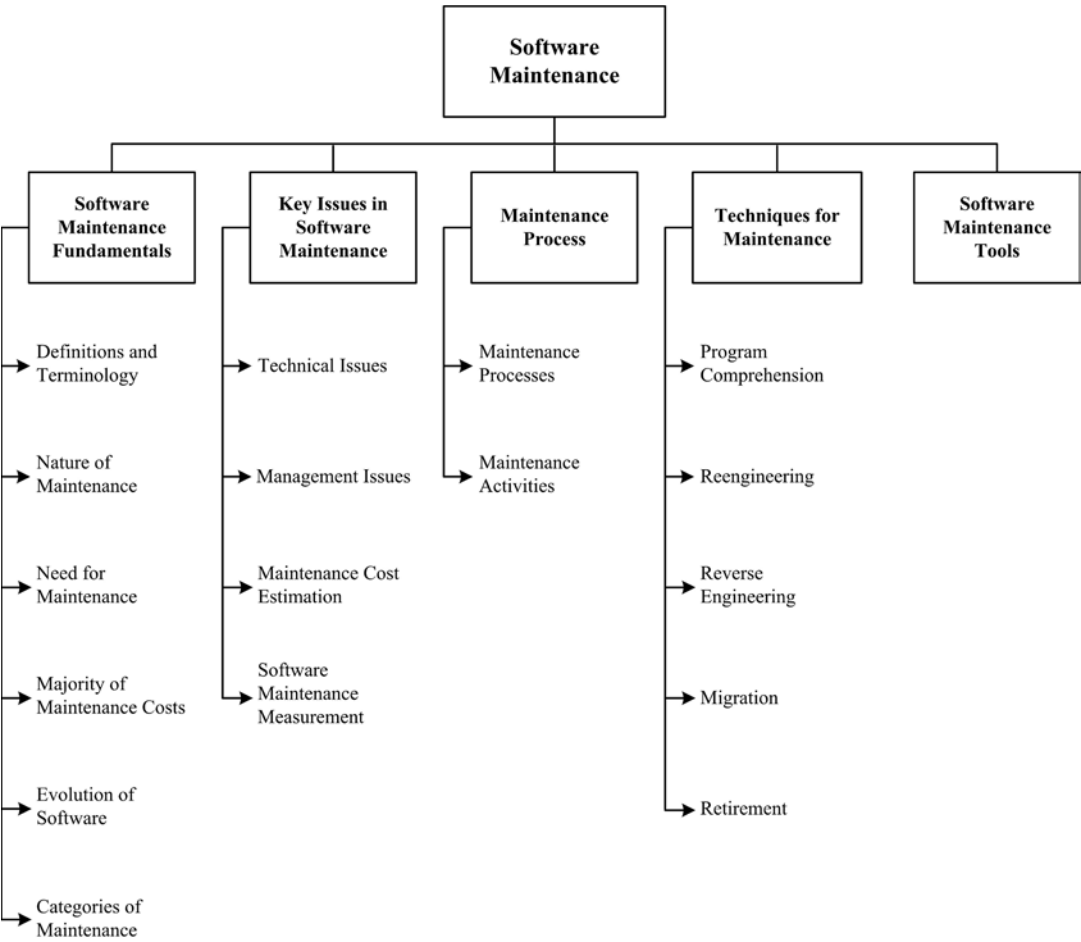 Software
Maintenance
Software
Maintenance
Fundamentals
Key Issues in
Software
Maintenance
Maintenance
Process
Techniques for
Maintenance
Software
Maintenance
Tools
Definitions and
Terminology
Nature of
Maintenance
Need for
Maintenance
Majority of
Maintenance Costs
Evolution of
Software
Categories of
Maintenance
Technical Issues
Management Issues
Maintenance Cost
Estimation
Software
Maintenance
Measurement
Maintenance
Processes
Maintenance
Activities
Program
Comprehension
Reengineering
Reverse
Engineering
Migration
Retirement